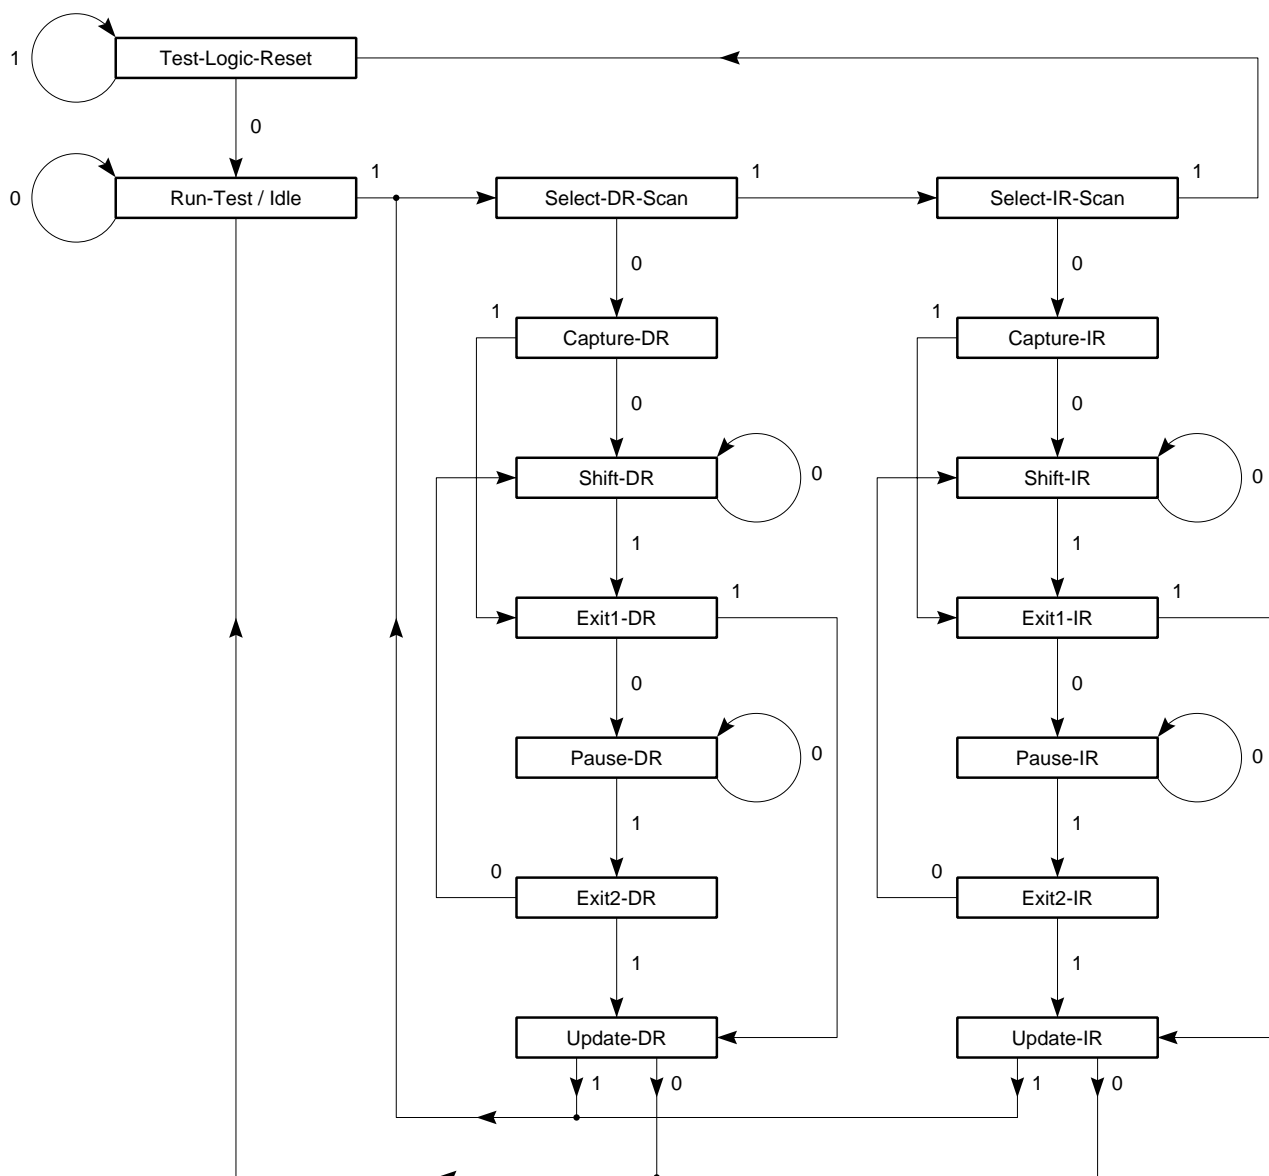 1
Test-Logic-Reset
0
0
Run-Test / Idle
1
Select-DR-Scan
1
Select-IR-Scan
1
0
0
1
Capture-DR
1
Capture-IR
0
0
Shift-DR
0
Shift-IR
0
1
1
Exit1-DR
1
Exit1-IR
1
0
0
Pause-DR
0
Pause-IR
0
1
1
0
Exit2-DR
0
Exit2-IR
1
1
Update-DR
Update-IR
1
0
1
0